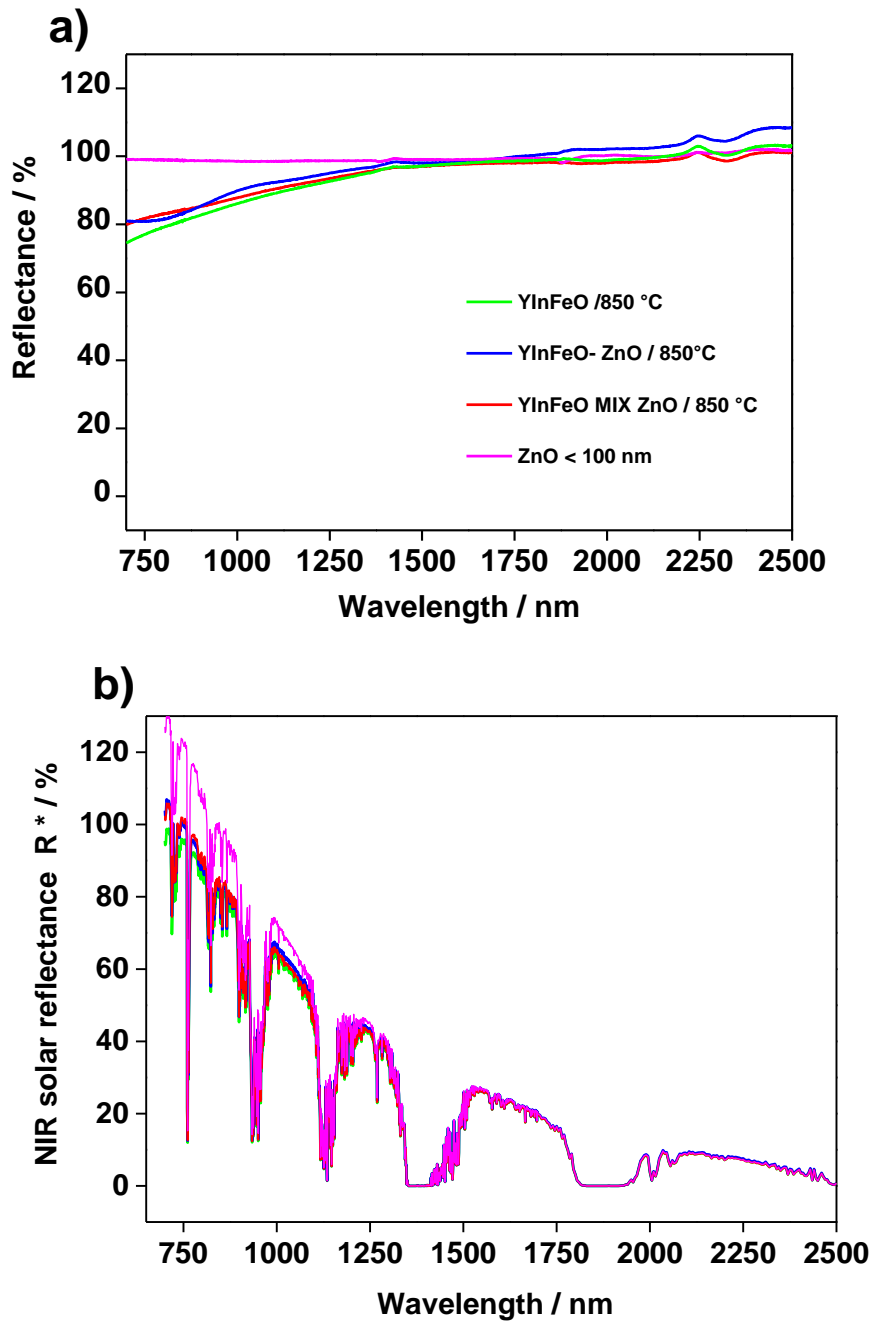 a)
120
100
80
60
40
20
0
Reflectance / %
YInFeO /850 °C
YInFeO- ZnO / 850°C
YInFeO MIX ZnO / 850 °C
ZnO < 100 nm
750 1000 1250 1500 1750 2000 2250 2500
Wavelength / nm
b)
120
100
80
60
40
20
0
NIR solar reflectance R * / %
750 1000 1250 1500 1750 2000 2250 2500
Wavelength / nm